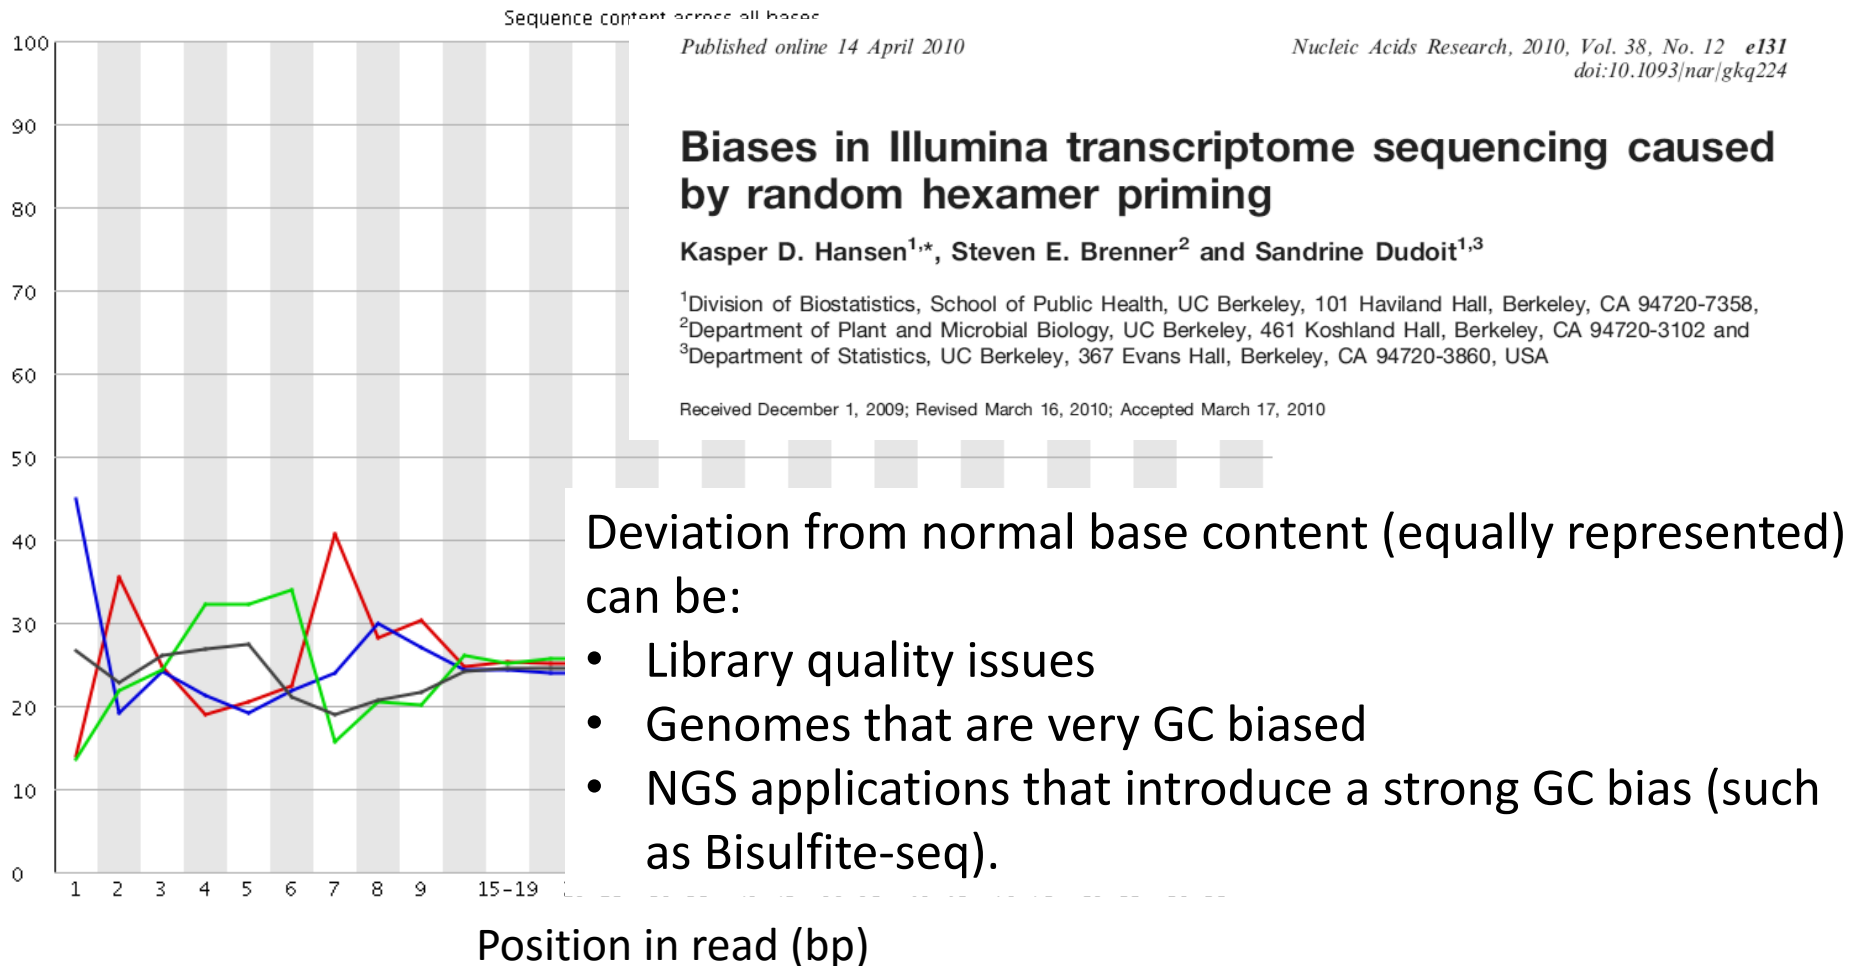 Sequence content across all bases
100
90
80
70
60
50
40
30
20
10
0
1 2 3 4 5 6 7 8 9 15-19
Position in read (bp)
Published online 14 April 2010
Nucleic Acids Research, 2010, Vol. 38, No. 12 e131
doi:10.1093/nar/gkq224
Biases in Illumina transcriptome sequencing caused
by random hexamer priming
Kasper D. Hansen1,*, Steven E. Brenner2 and Sandrine Dudoit1,3
1Division of Biostatistics, School of Public Health, UC Berkeley, 101 Haviland Hall, Berkeley, CA 94720-7358,
2Department of Plant and Microbial Biology, UC Berkeley, 461 Koshland Hall, Berkeley, CA 94720-3102 and
3Department of Statistics, UC Berkeley, 367 Evans Hall, Berkeley, CA 94720-3860, USA
Received December 1, 2009; Revised March 16, 2010; Accepted March 17, 2010
Deviation from normal base content (equally represented)
can be:
• Library quality issues
• Genomes that are very GC biased
• NGS applications that introduce a strong GC bias (such
as Bisulfite-seq).